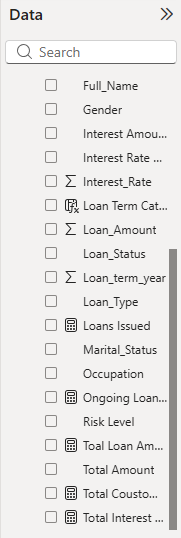 Data
Search
Full_Name
Gender
Interest Amou...
Interest Rate ...
Interest_Rate
Loan Term Cat...
Loan_Amount
Loan_Status
Loan_term_year
Loan_Type
Loans Issued
Marital_Status
Occupation
Ongoing Loan...
Risk Level
Toal Loan Am...
Total Amount
Total Cousto...
Total Interest ...